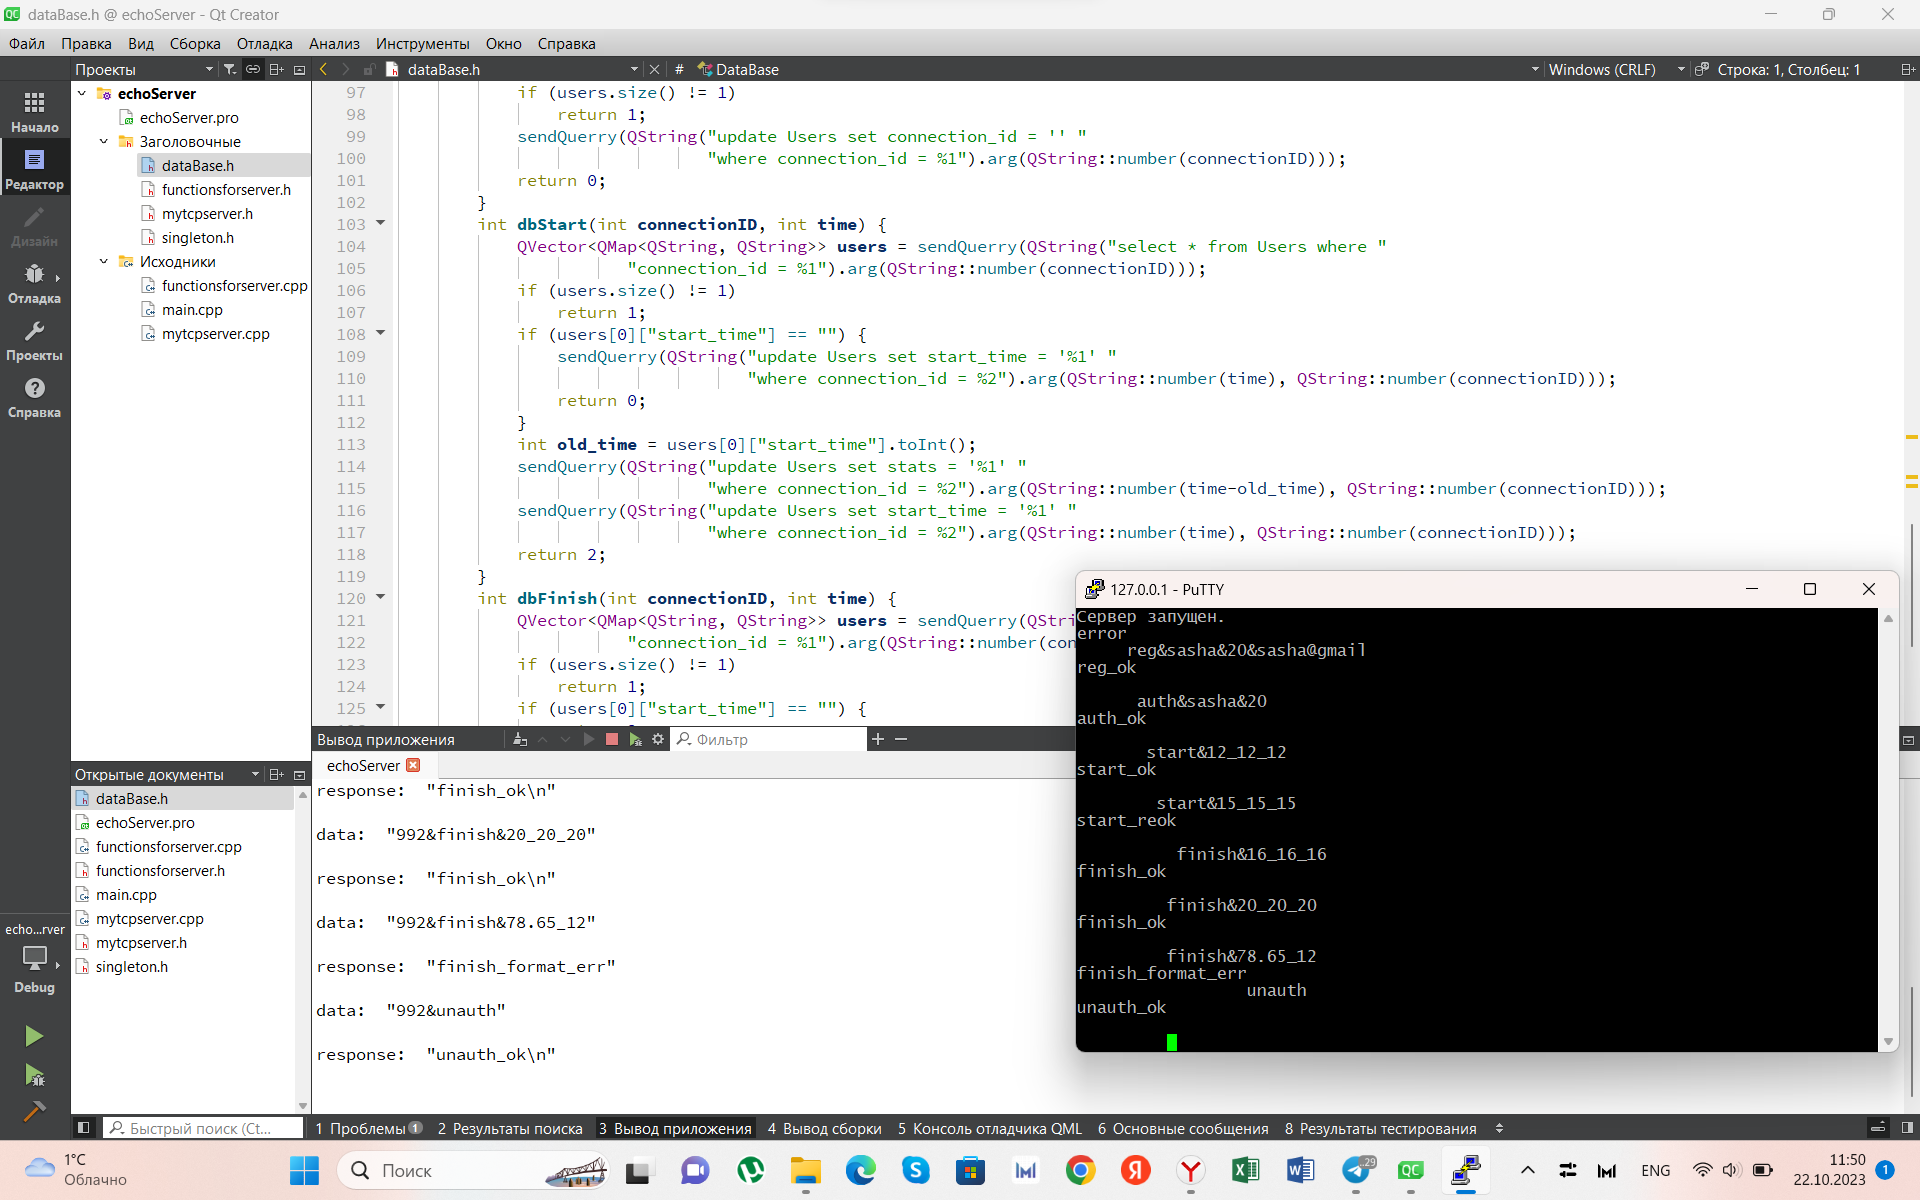 dataBase.h @ echoServer - Qt Creator
Файл Правка Вид Сборка Отладка Анализ Инструменты Окно Справка
Проекты
dataBase.h
# DataBase
Windows (CRLF)
Строка: 1, Столбец: 1
Начало
Редактор
Дизайн
Отладка
Проекты
Справка
echoServer
echoServer.pro
Заголовочные
dataBase.h
functionsforserver.h
mytcpserver.h
singleton.h
Исходники
functionsforserver.cpp
main.cpp
mytcpserver.cpp
97 if (users.size() != 1)
98 return 1;
99 sendQuerry(QString("update Users set connection_id = '' "
100 "where connection_id = %1").arg(QString::number(connectionID)));
101 return 0;
102 }
103 int dbStart(int connectionID, int time) {
104 QVector<QMap<QString, QString>> users = sendQuerry(QString("select * from Users where "
105 "connection_id = %1").arg(QString::number(connectionID)));
106 if (users.size() != 1)
107 return 1;
108 if (users[0]["start_time"] == "") {
109 sendQuerry(QString("update Users set start_time = '%1' "
110 "where connection_id = %2").arg(QString::number(time), QString::number(connectionID)));
111 return 0;
112 }
113 int old_time = users[0]["start_time"].toInt();
114 sendQuerry(QString("update Users set stats = '%1' "
115 "where connection_id = %2").arg(QString::number(time-old_time), QString::number(connectionID)));
116 sendQuerry(QString("update Users set start_time = '%1' "
117 "where connection_id = %2").arg(QString::number(time), QString::number(connectionID)));
118 return 2;
119 }
120 int dbFinish(int connectionID, int time) {
121 QVector<QMap<QString, QString>> users = sendQuerry(QStri
122 "connection_id = %1").arg(QString::number(con
123 if (users.size() != 1)
124 return 1;
125 if (users[0]["start_time"] == "") {
127.0.0.1 - PuTTY
Сервер запущен.
error
reg&sasha&20&sasha@gmail
reg_ok
auth&sasha&20
auth_ok
start&12_12_12
start_ok
start&15_15_15
start_reok
finish&16_16_16
finish_ok
finish&20_20_20
finish_ok
finish&78.65_12
finish_format_err
unauth
unauth_ok
Вывод приложения
Фильтр
echoServer
response: "finish_ok\n"
data: "992&finish&20_20_20"
response: "finish_ok\n"
data: "992&finish&78.65_12"
response: "finish_format_err"
data: "992&unauth"
response: "unauth_ok\n"
Открытые документы
dataBase.h
echoServer.pro
functionsforserver.cpp
functionsforserver.h
main.cpp
mytcpserver.cpp
mytcpserver.h
singleton.h
echo...rver
Debug
Быстрый поиск (Ct...
1 Проблемы 1 2 Результаты поиска 3 Вывод приложения 4 Вывод сборки 5 Консоль отладчика QML 6 Основные сообщения 8 Результаты тестирования
1°C
Облачно
Поиск
29
ENG
11:50
22.10.2023
1